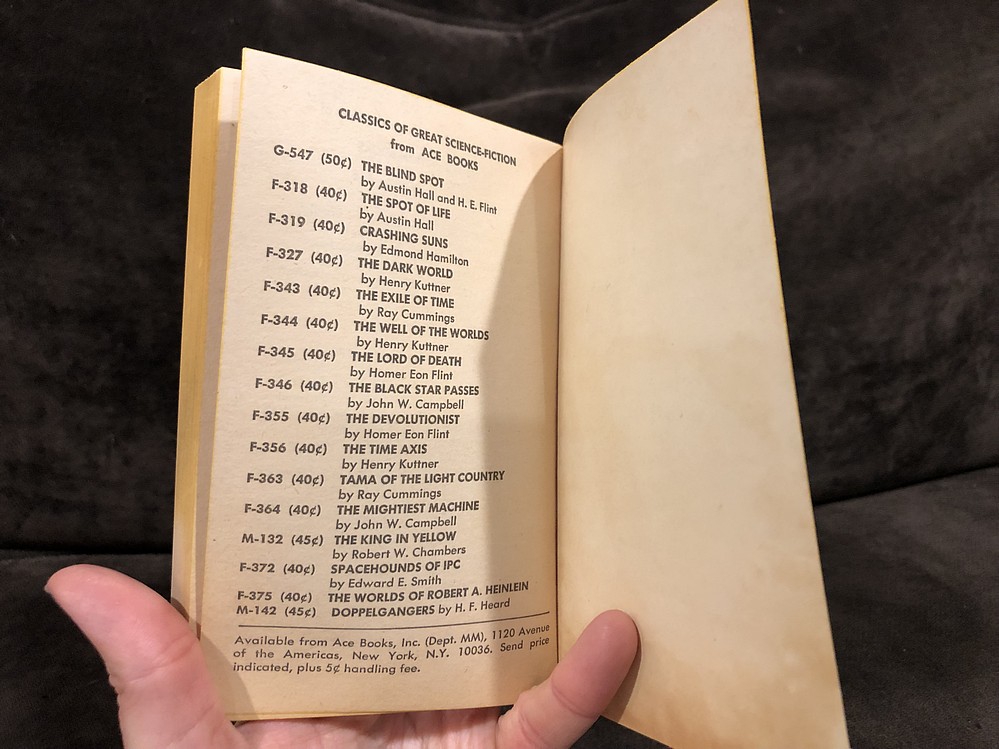 CLASSICS OF GREAT SCIENCE-FICTION
from ACE BOOKS
G-547 (50¢) THE BLIND SPOT
by Austin Hall and H. E. Flint
F-318 (40¢) THE SPOT OF LIFE
by Austin Hall
F-319 (40¢) CRASHING SUNS
by Edmond Hamilton
F-327 (40¢) THE DARK WORLD
by Henry Kuttner
F-343 (40¢) THE EXILE OF TIME
by Ray Cummings
F-344 (40¢) THE WELL OF THE WORLDS
by Henry Kuttner
F-345 (40¢) THE LORD OF DEATH
by Homer Eon Flint
F-346 (40¢) THE BLACK STAR PASSES
by John W. Campbell
F-355 (40¢) THE DEVOLUTIONIST
by Homer Eon Flint
F-356 (40¢) THE TIME AXIS
by Henry Kuttner
F-363 (40¢) TAMA OF THE LIGHT COUNTRY
by Ray Cummings
F-364 (40¢) THE MIGHTIEST MACHINE
by John W. Campbell
M-132 (45¢) THE KING IN YELLOW
by Robert W. Chambers
F-372 (40¢) SPACEHOUNDS OF IPC
by Edward E. Smith
F-375 (40¢) THE WORLDS OF ROBERT A. HEINLEIN
M-142 (45¢) DOPPELGANGERS by H. F. Heard
Available from Ace Books, Inc. (Dept. MM), 1120 Avenue
of the Americas, New York, N.Y. 10036. Send price
indicated, plus 5¢ handling fee.